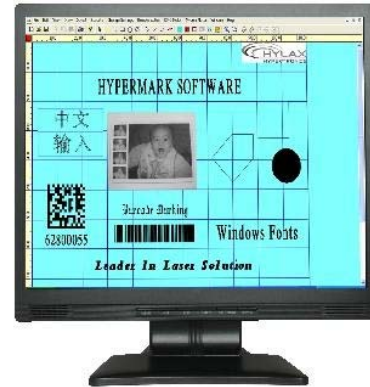 CHYLAX
HYPERMARK SOFTWARE
中文
输入
Barcode Marking
62800055
Windows Fonts
Leader In Laser Solution